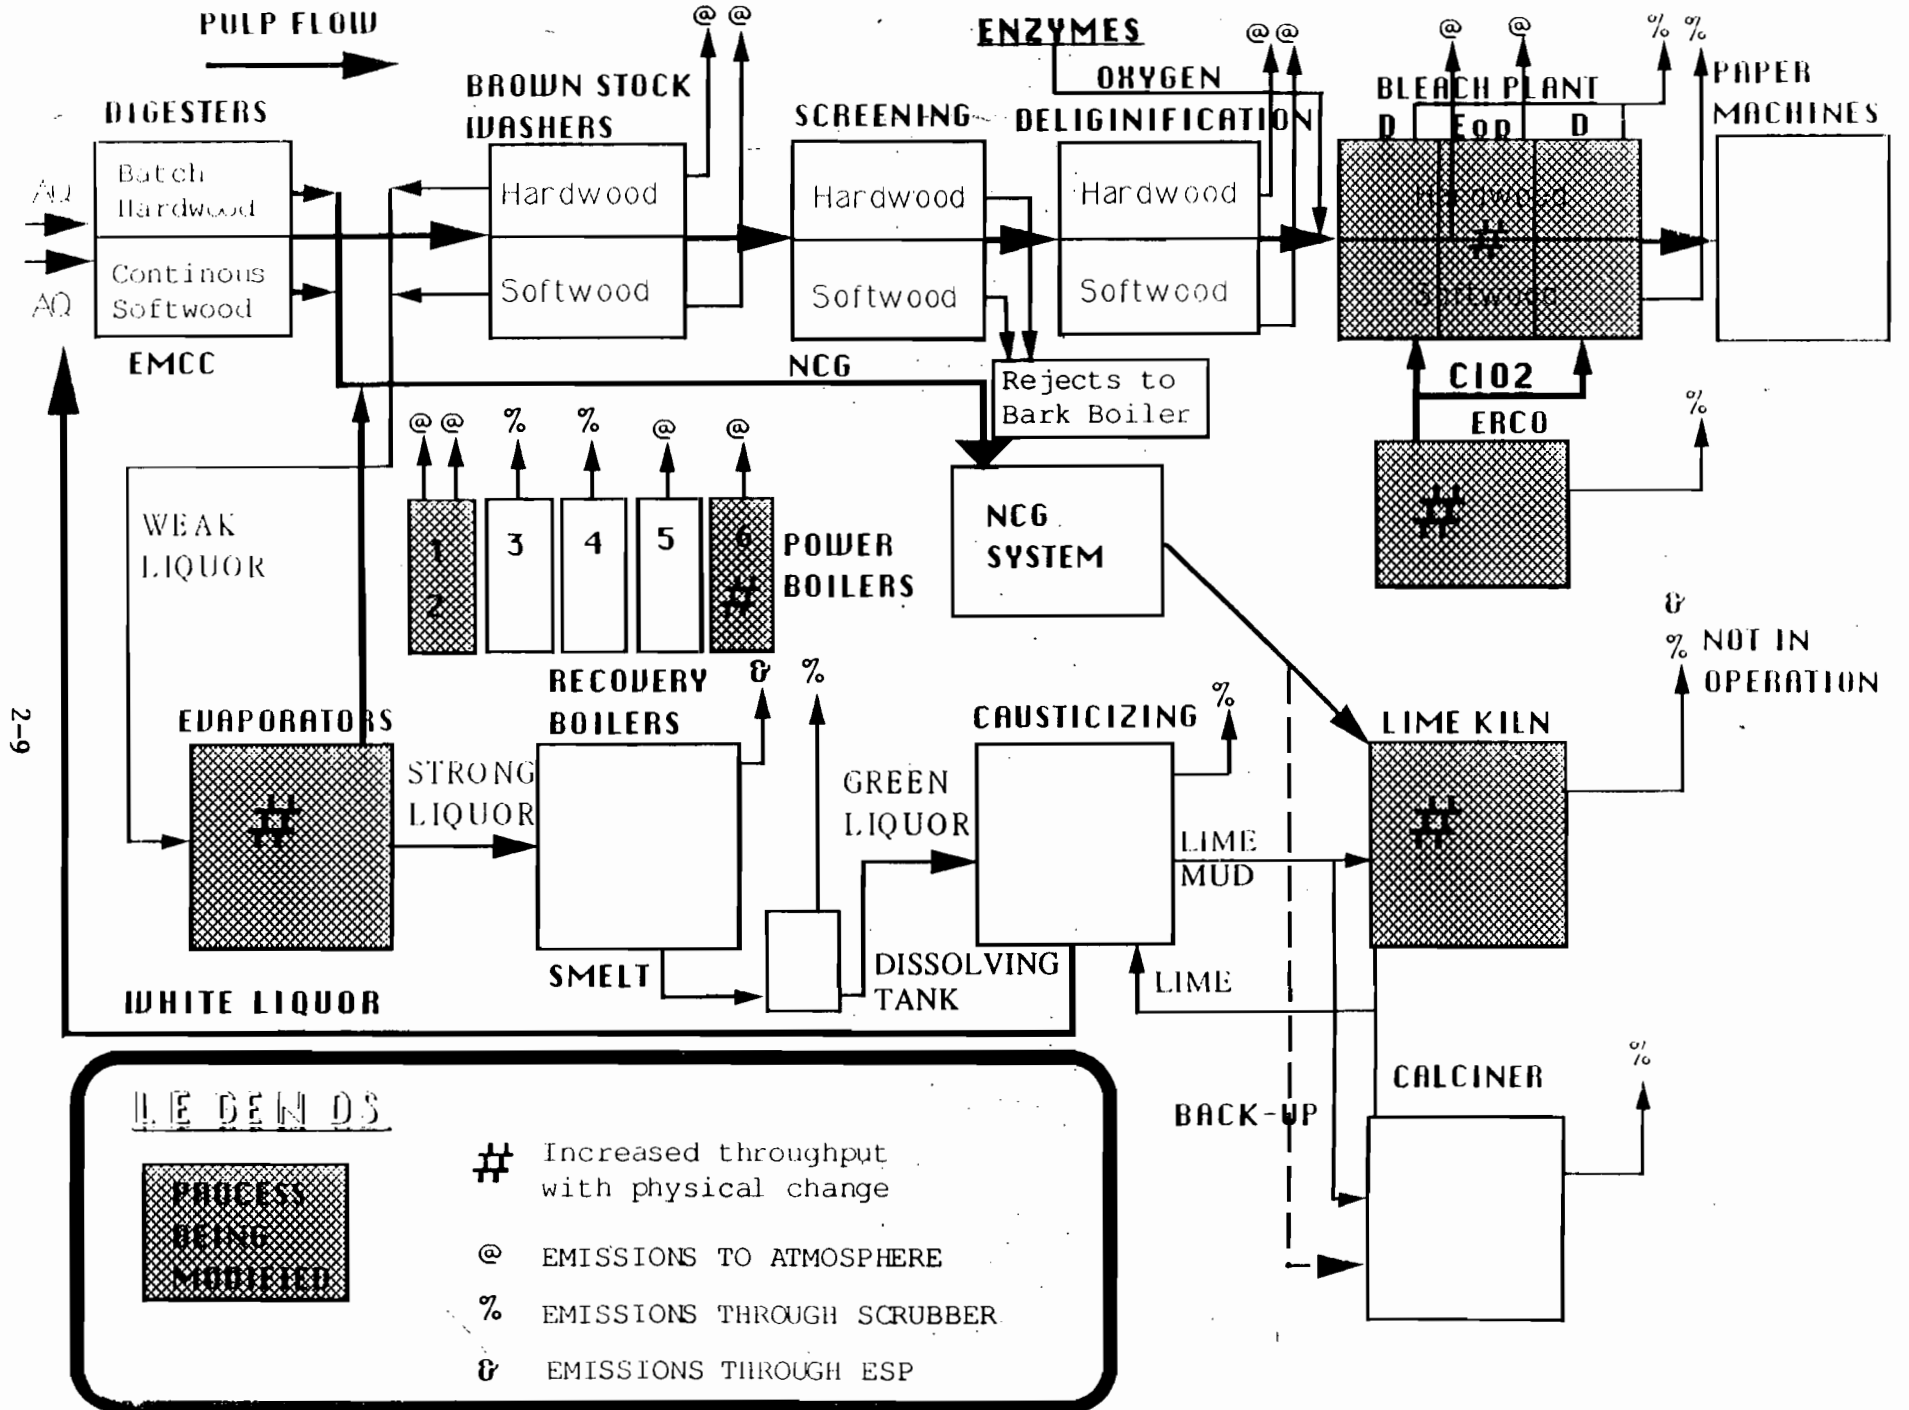 PULP FLOW
@ @
ENZYMES
@ @
@ @
% %
DIGESTERS
BROWN STOCK
WASHERS
SCREENING
OXYGEN
DELIGINIFICATION
BLEACH PLANT
D Eop D
PAPER
MACHINES
AQ
AQ
Batch
Hardwood
Continous
Softwood
EMCC
Hardwood
Softwood
Hardwood
Softwood
Hardwood
Softwood
Hardwood
#
Softwood
NCG
Rejects to
Bark Boiler
ClO2
ERCO
%
#
@ @ % % @ @
1
2
3
4
5
6
#
POWER
BOILERS
NCG
SYSTEM
WEAK
LIQUOR
&
% NOT IN
OPERATION
2-9
EVAPORATORS
#
STRONG
LIQUOR
RECOVERY
BOILERS
& %
SMELT
GREEN
LIQUOR
DISSOLVING
TANK
CAUSTICIZING
%
LIME
MUD
LIME
LIME KILN
#
WHITE LIQUOR
BACK-UP
CALCINER
%
LEGENDS
PROCESS
BEING
MODIFIED
# Increased throughput
with physical change
@ EMISSIONS TO ATMOSPHERE
% EMISSIONS THROUGH SCRUBBER
& EMISSIONS THROUGH ESP